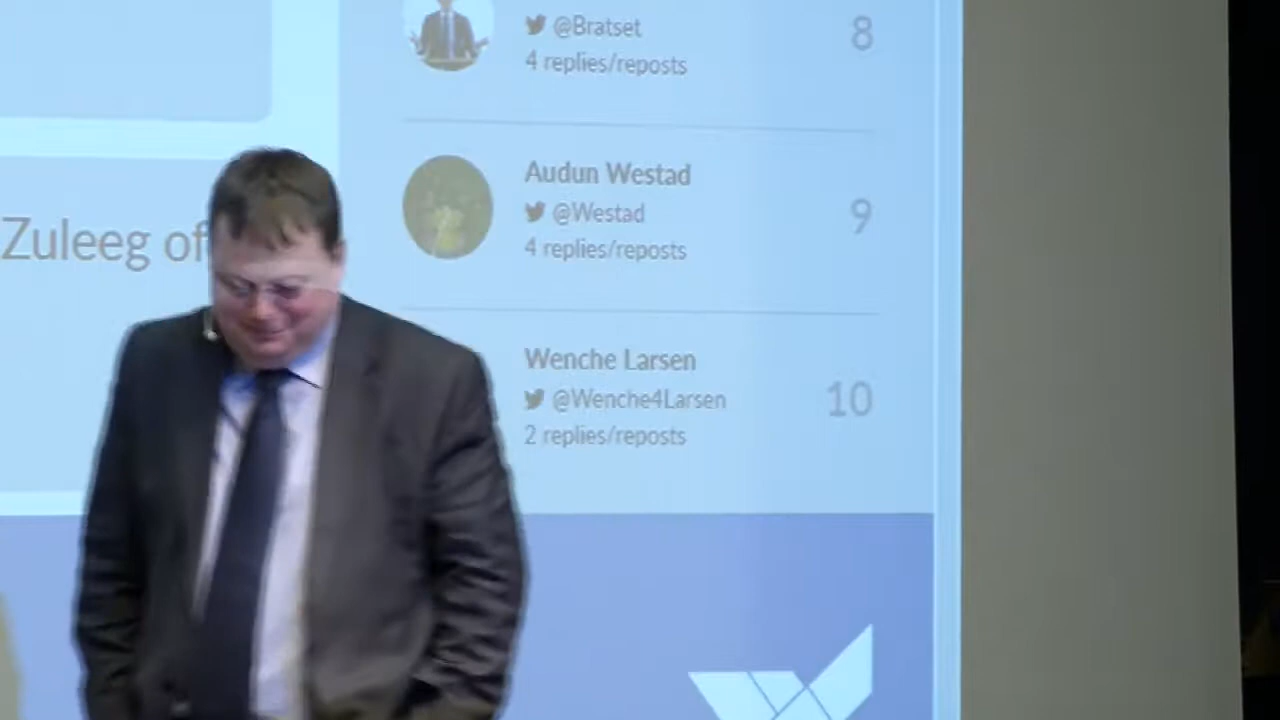 @Bratset
8
4 replies/reposts
Audun Westad
@Westad
9
4 replies/reposts
Zuleeg of
Wenche Larsen
@Wenche4Larsen
10
2 replies/reposts